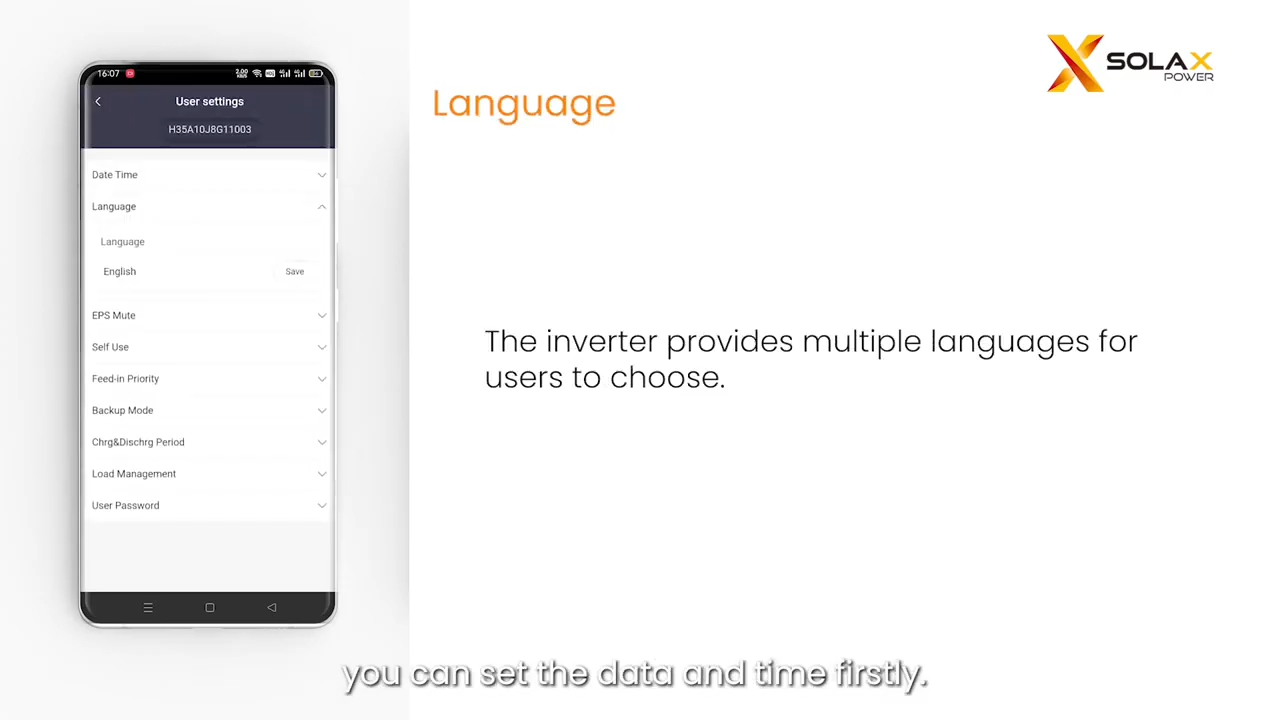 16:07
User settings
H35A10J8G11003
Date Time
Language
Language
English
Save
EPS Mute
Self Use
Feed-in Priority
Backup Mode
Chrg&Dischrg Period
Load Management
User Password
Language
SOLAX
POWER
The inverter provides multiple languages for
users to choose.
you can set the data and time firstly.